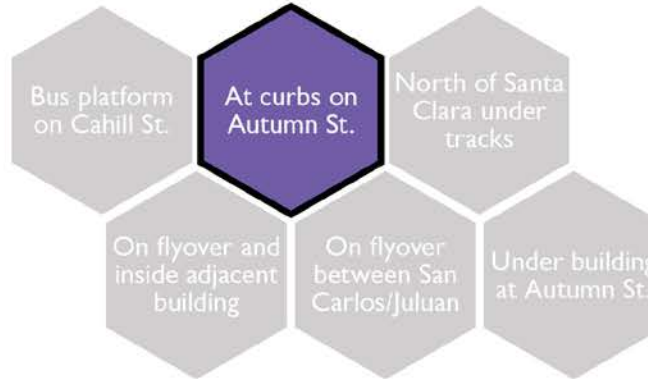 Bus platform
on Cahill St.
At curbs on
Autumn St.
North of Santa
Clara under
tracks
On flyover and
inside adjacent
building
On flyover
between San
Carlos/Juluan
Under building
at Autumn St.